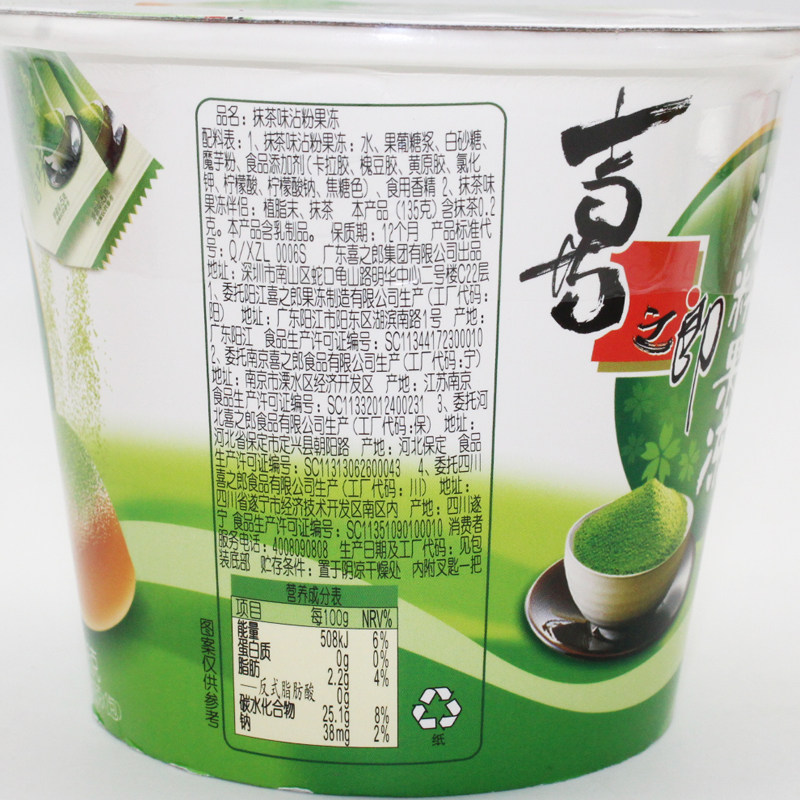 品名：抹茶味沾粉果冻
配料表：1、抹茶味沾粉果冻：水、果葡糖浆、白砂糖、
魔芋粉、食品添加剂（卡拉胶、槐豆胶、黄原胶、氯化
钾、柠檬酸、柠檬酸钠、焦糖色）、食用香精 2、抹茶味
果冻伴侣：植脂末、抹茶 本产品（135克）含抹茶0.2
克。本产品含乳制品。 保质期：12个月 产品标准代
号：Q/XZL 0006S 广东喜之郎集团有限公司出品
地址：深圳市南山区蛇口龟山路明华中心二号楼C22层
1、委托阳江喜之郎果冻制造有限公司生产（工厂代码：
阳） 地址：广东阳江市阳东区湖滨南路1号 产地：
广东阳江 食品生产许可证编号：SC11344172300010
2、委托南京喜之郎食品有限公司生产（工厂代码:宁）
地址：南京市溧水区经济开发区 产地：江苏南京
食品生产许可证编号：SC11332012400231 3、委托河
北喜之郎食品有限公司生产（工厂代码:保） 地址：
河北省保定市定兴县朝阳路 产地：河北保定 食品
生产许可证编号：SC11313062600043 4、委托四川
喜之郎食品有限公司生产（工厂代码：川） 地址：
四川省遂宁市经济技术开发区南区内 产地：四川遂
宁 食品生产许可证编号：SC11351090100010 消费者
服务电话：4008090808 生产日期及工厂代码：见包
装底部 贮存条件：置于阴凉干燥处 内附叉匙一把
营养成分表
项目 每100g NRV%
能量 508kJ 6%
蛋白质 0g 0%
脂肪 2.2g 4%
——反式脂肪酸 0g
碳水化合物 25.1g 8%
钠 38mg 2%
图案仅供参考
纸
喜之郎
果冻